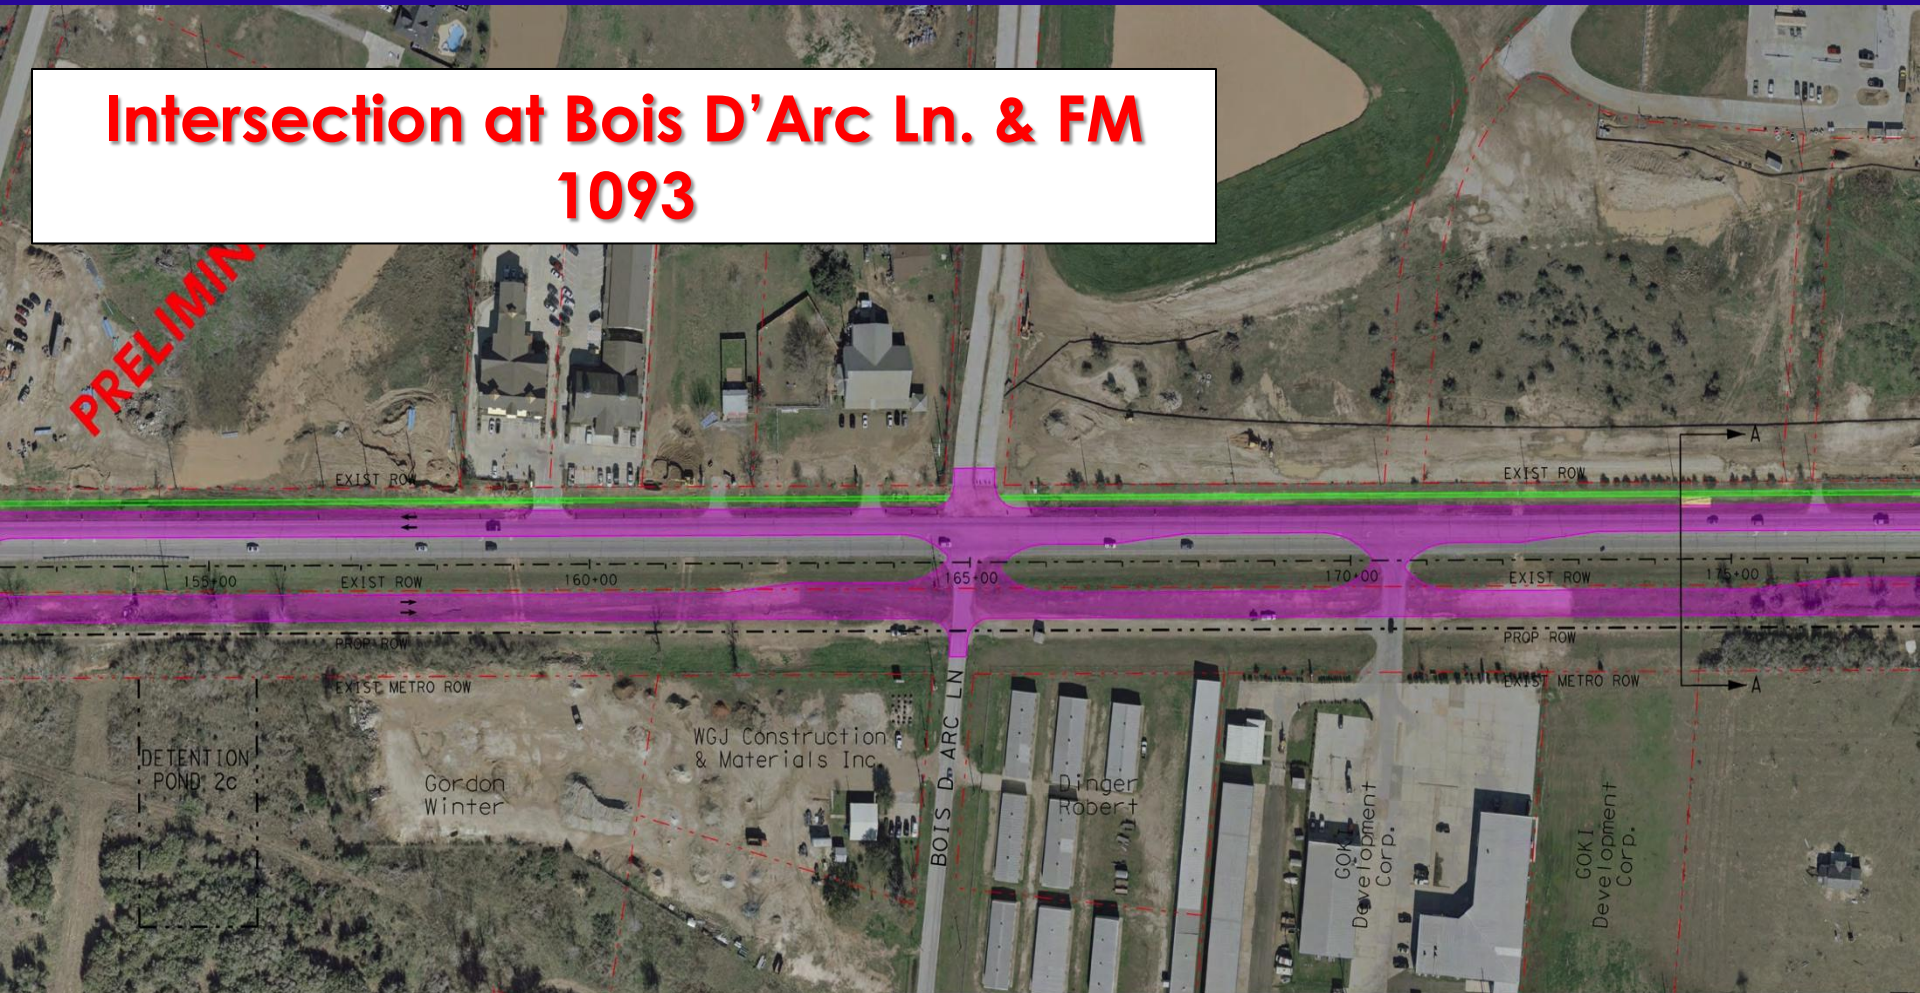 Intersection at Bois D’Arc Ln. & FM
1093
PRELIMIN
EXIST ROW
EXIST ROW
A
155+00
EXIST ROW
160+00
165+00
170+00
EXIST ROW
175+00
PROP ROW
PROP ROW
EXIST METRO ROW
EXIST METRO ROW
A
DETENTION
POND 2c
Gordon
Winter
WGJ Construction
& Materials Inc.
BOIS D ARC LN
Dinger
Robert
GOKI
Development
Corp.
GOKI
Development
Corp.